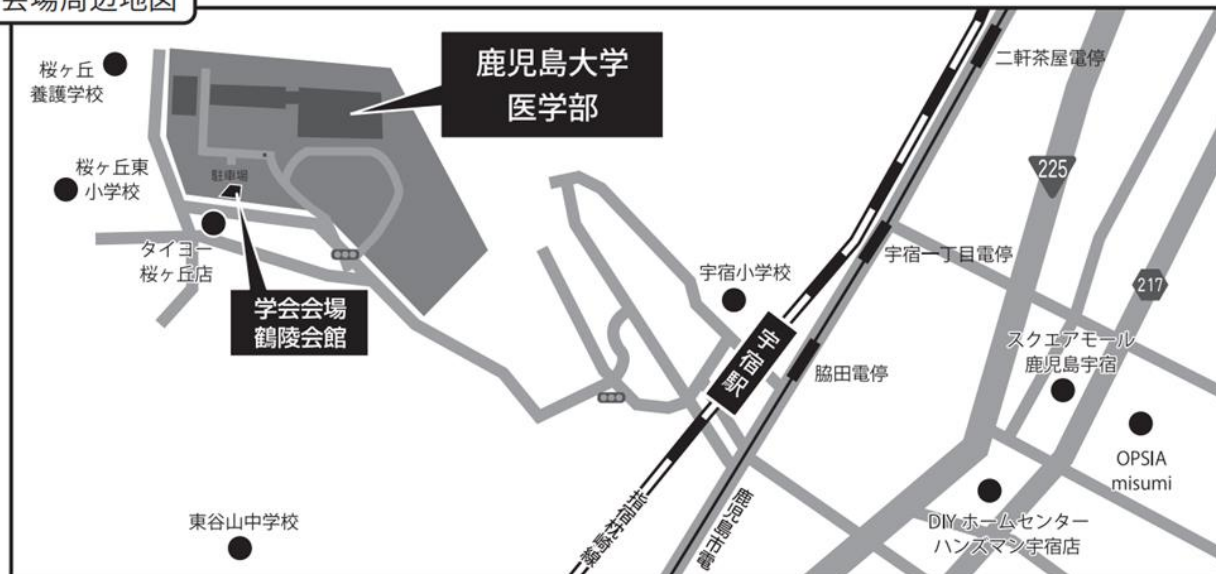 会場周辺地図
桜ヶ丘
養護学校
鹿児島大学
医学部
二軒茶屋電停
桜ヶ丘東
小学校
駐車場
225
タイヨー
桜ヶ丘店
宇宿一丁目電停
宇宿小学校
217
学会会場
鶴陵会館
宇宿駅
スクエアモール
鹿児島宇宿
脇田電停
OPSIA
misumi
指宿枕崎線
鹿児島市電
東谷山中学校
DIY ホームセンター
ハンズマン宇宿店